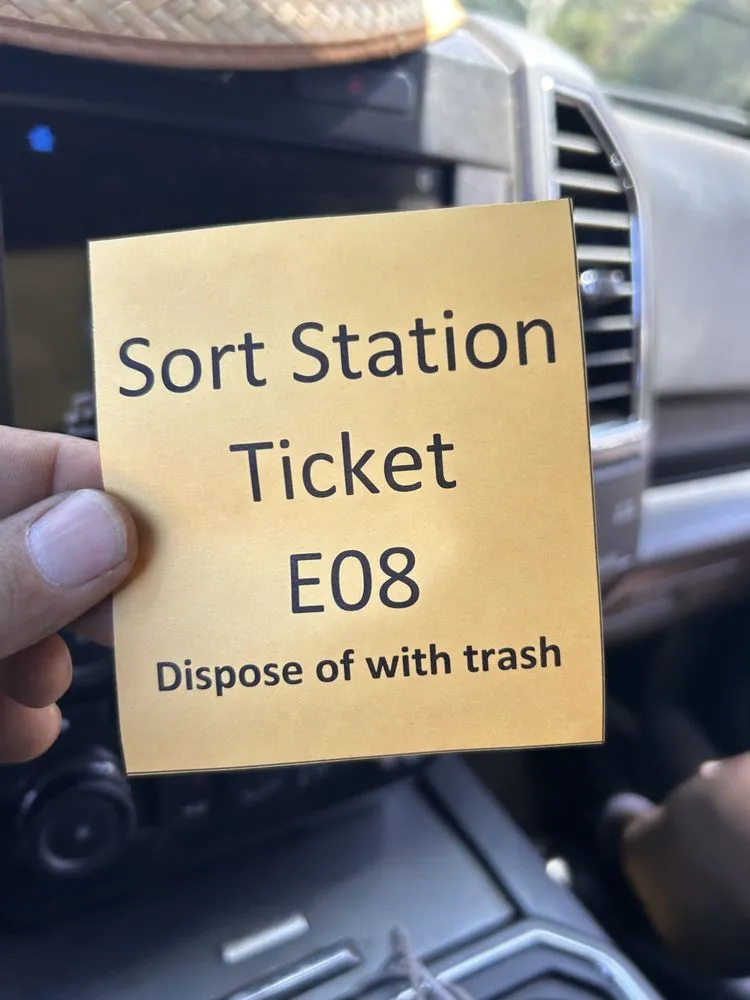 Sort Station
Ticket
E08
Dispose of with trash